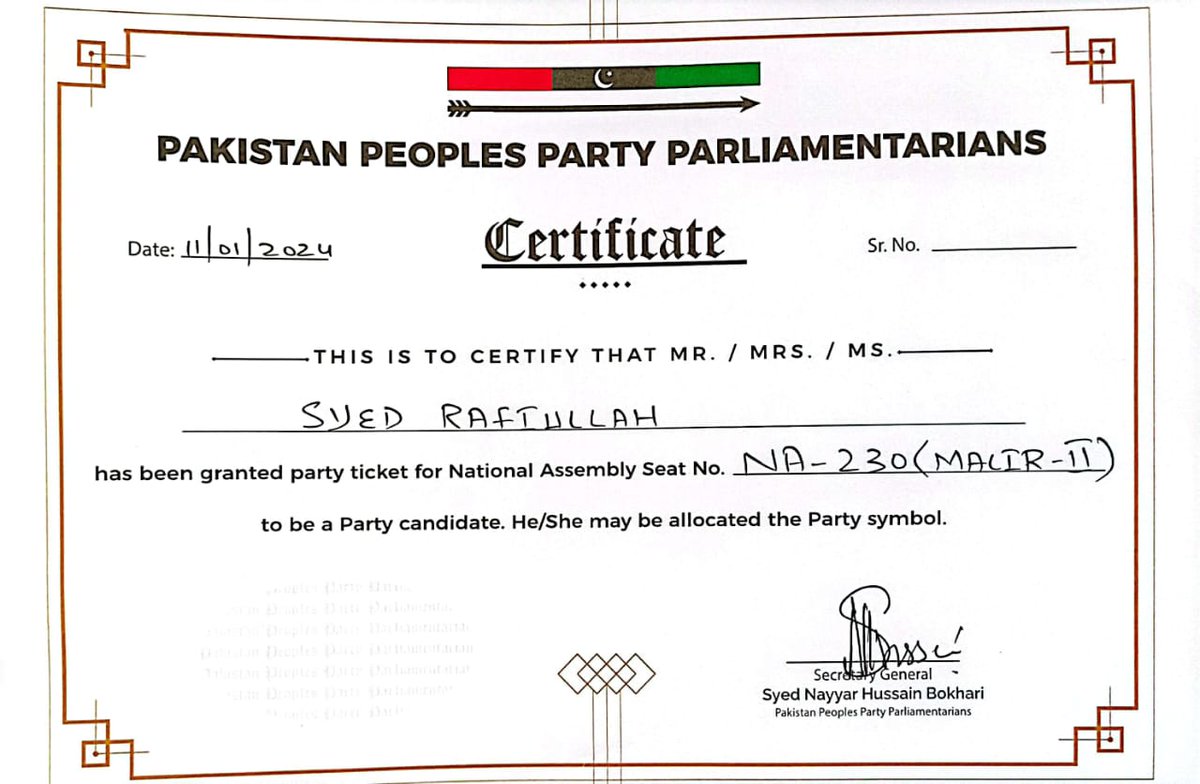 PAKISTAN PEOPLES PARTY PARLIAMENTARIANS
Date: 11/01/2024 Certificate Sr. No.
THIS IS TO CERTIFY THAT MR. / MRS. / MS.
SYED RAFIULLAH
has been granted party ticket for National Assembly Seat No. NA-230 (MALIR-II)
to be a Party candidate. He/She may be allocated the Party symbol.
Secretary General
Syed Nayyar Hussain Bokhari
Pakistan Peoples Party Parliamentarians